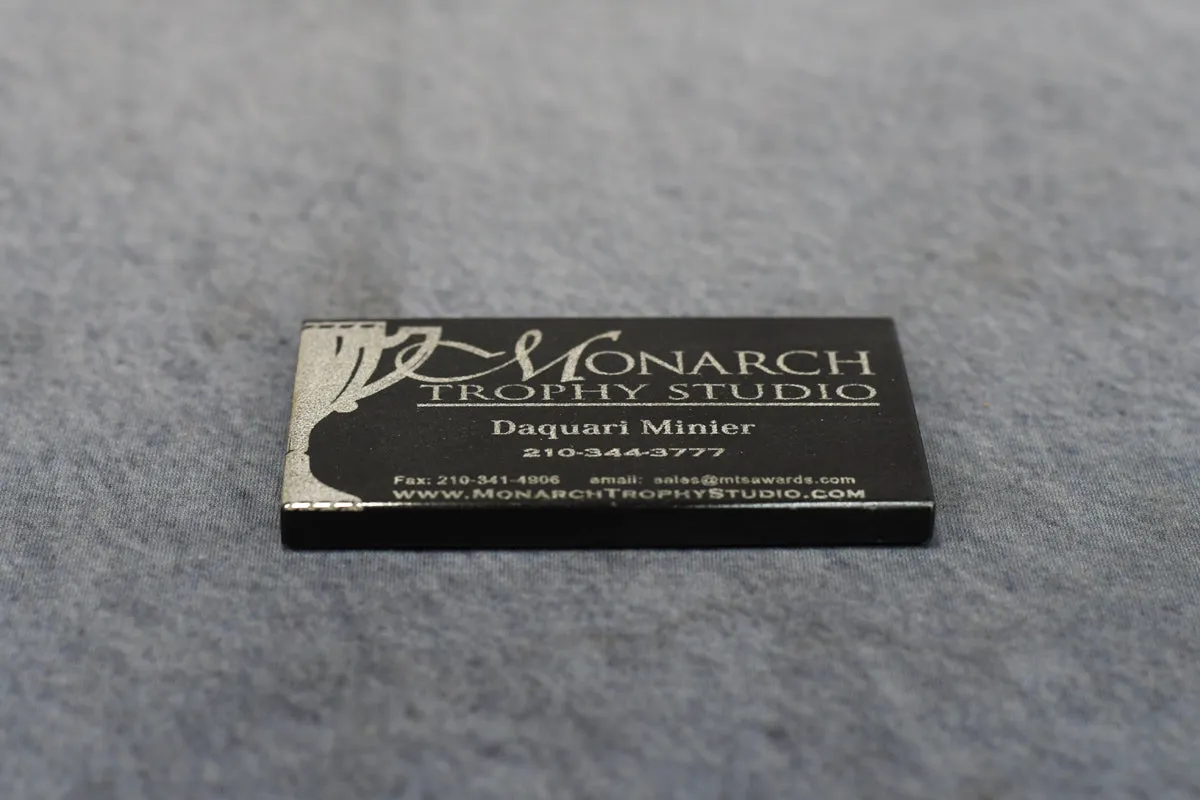 MONARCH
TROPHY STUDIO
Daquari Minier
210-344-3777
Fax: 210-341-4906 email: sales@mtsawards.com
WWW.MONARCHTROPHYSTUDIO.COM